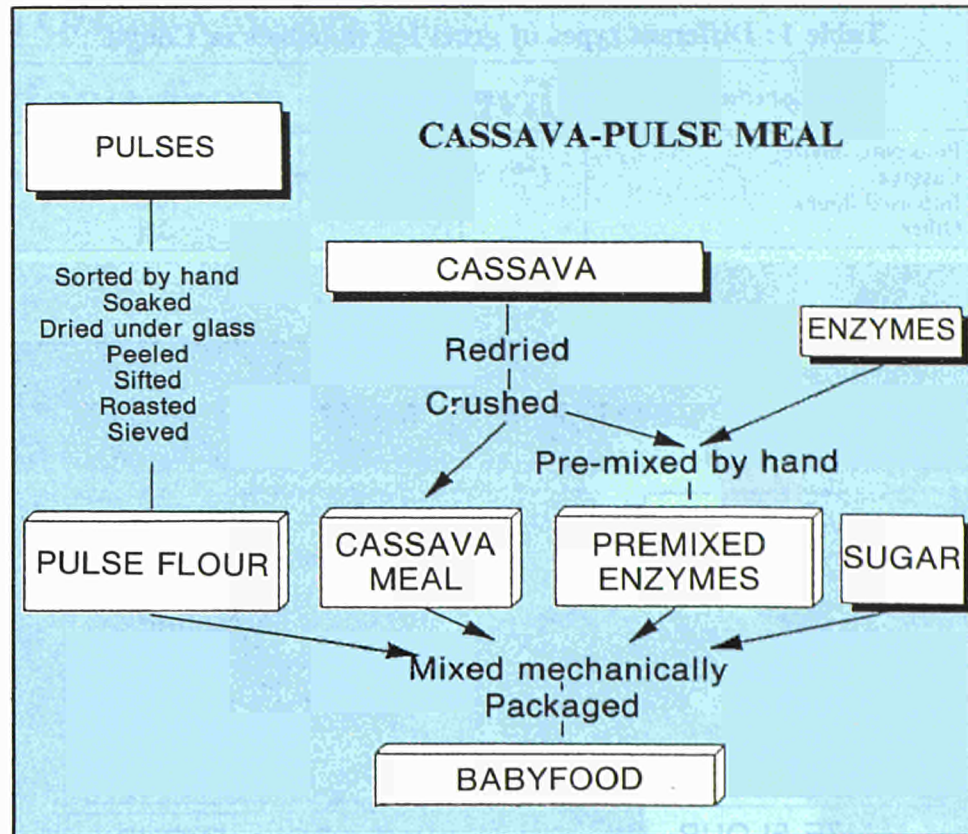 CASSAVA-PULSE MEAL
PULSES
Sorted by hand
Soaked
Dried under glass
Peeled
Sifted
Roasted
Sieved
PULSE FLOUR
CASSAVA
Redried
Crushed
ENZYMES
Pre-mixed by hand
CASSAVA
MEAL
PREMIXED
ENZYMES
SUGAR
Mixed mechanically
Packaged
BABYFOOD